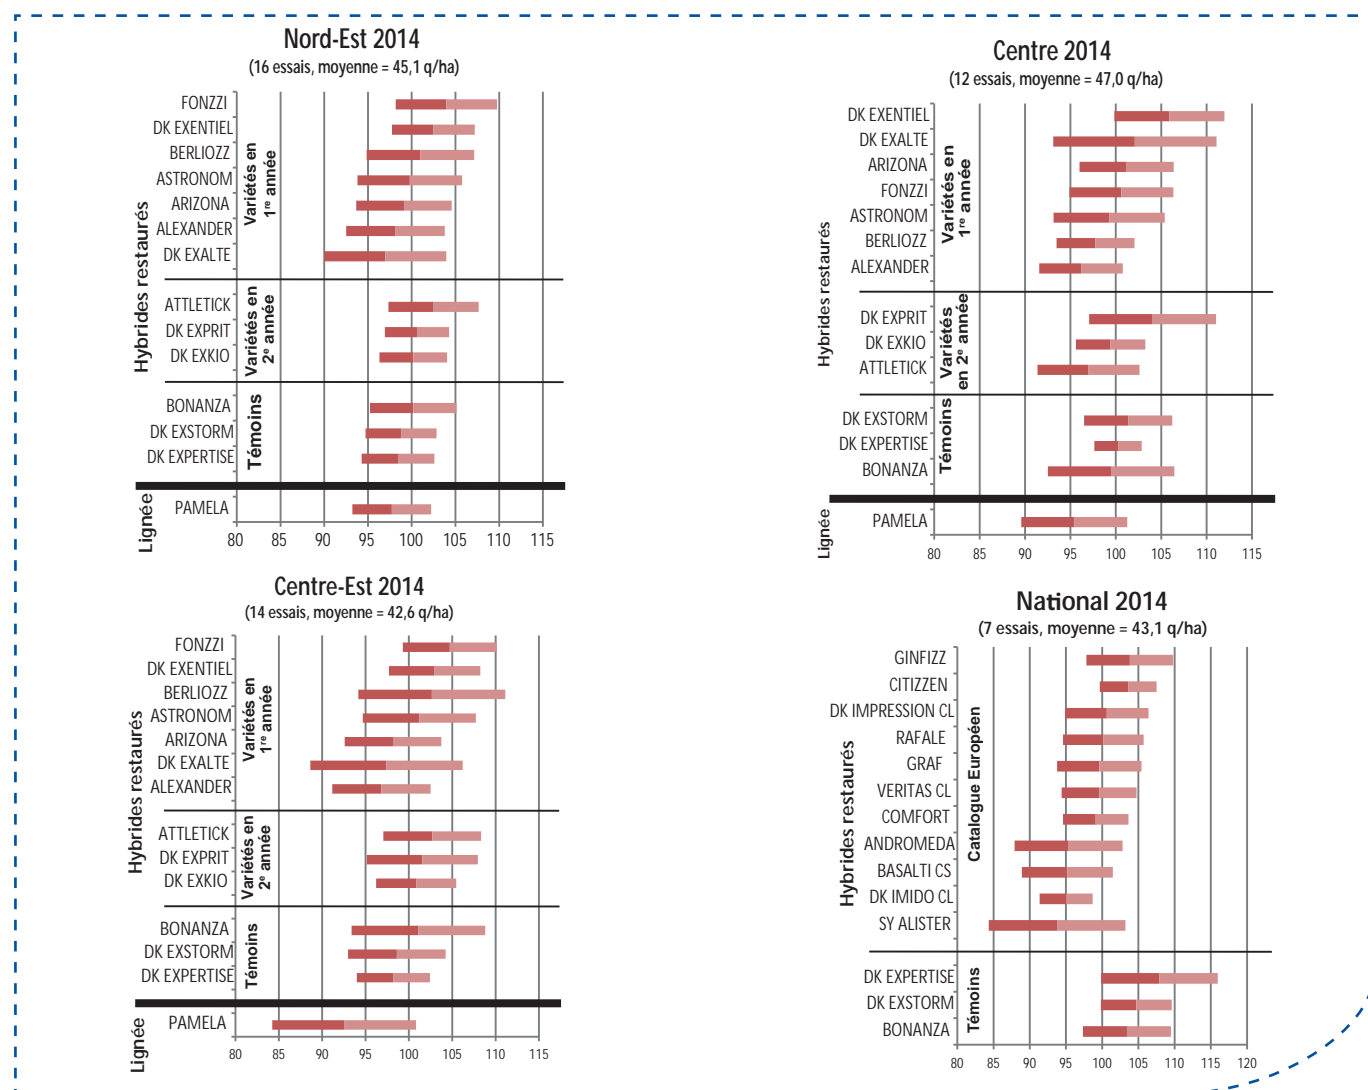 Nord-Est 2014
(16 essais, moyenne = 45,1 q/ha)
Hybrides restaurés
Variétés en
1re année
FONZZI
DK EXENTIEL
BERLIOZZ
ASTRONOM
ARIZONA
ALEXANDER
DK EXALTE
Variétés en
2e année
ATTLETICK
DK EXPRIT
DK EXKIO
Témoins
BONANZA
DK EXSTORM
DK EXPERTISE
Lignée
PAMELA
80 85 90 95 100 105 110 115
Centre 2014
(12 essais, moyenne = 47,0 q/ha)
Hybrides restaurés
Variétés en
1re année
DK EXENTIEL
DK EXALTE
ARIZONA
FONZZI
ASTRONOM
BERLIOZZ
ALEXANDER
Variétés
en 2e année
DK EXPRIT
DK EXKIO
ATTLETICK
Témoins
DK EXSTORM
DK EXPERTISE
BONANZA
Lignée
PAMELA
80 85 90 95 100 105 110 115
Centre-Est 2014
(14 essais, moyenne = 42,6 q/ha)
Hybrides restaurés
Variétés en
1re année
FONZZI
DK EXENTIEL
BERLIOZZ
ASTRONOM
ARIZONA
DK EXALTE
ALEXANDER
Variétés en
2e année
ATTLETICK
DK EXPRIT
DK EXKIO
Témoins
BONANZA
DK EXSTORM
DK EXPERTISE
Lignée
PAMELA
80 85 90 95 100 105 110 115
National 2014
(7 essais, moyenne = 43,1 q/ha)
Hybrides restaurés
Catalogue Européen
GINFIZZ
CITIZZEN
DK IMPRESSION CL
RAFALE
GRAF
VERITAS CL
COMFORT
ANDROMEDA
BASALTI CS
DK IMIDO CL
SY ALISTER
Témoins
DK EXPERTISE
DK EXSTORM
BONANZA
80 85 90 95 100 105 110 115 120